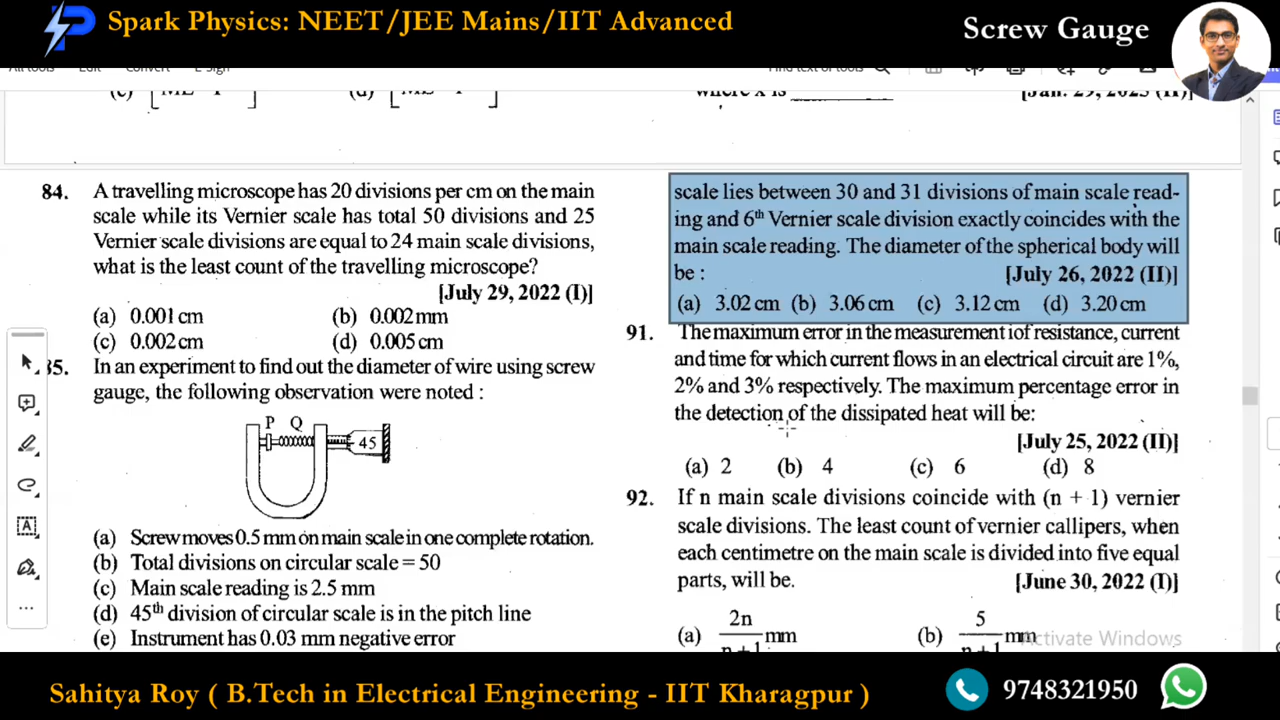 Spark Physics: NEET/JEE Mains/IIT Advanced
Screw Gauge
84. A travelling microscope has 20 divisions per cm on the main
scale while its Vernier scale has total 50 divisions and 25
Vernier scale divisions are equal to 24 main scale divisions,
what is the least count of the travelling microscope?
[July 29, 2022 (I)]
(a) 0.001 cm (b) 0.002 mm
(c) 0.002 cm (d) 0.005 cm
85. In an experiment to find out the diameter of wire using screw
gauge, the following observation were noted :
P Q
45
(a) Screw moves 0.5 mm on main scale in one complete rotation.
(b) Total divisions on circular scale = 50
(c) Main scale reading is 2.5 mm
(d) 45th division of circular scale is in the pitch line
(e) Instrument has 0.03 mm negative error
scale lies between 30 and 31 divisions of main scale read-
ing and 6th Vernier scale division exactly coincides with the
main scale reading. The diameter of the spherical body will
be : [July 26, 2022 (II)]
(a) 3.02 cm (b) 3.06 cm (c) 3.12 cm (d) 3.20 cm
91. The maximum error in the measurement iof resistance, current
and time for which current flows in an electrical circuit are 1%,
2% and 3% respectively. The maximum percentage error in
the detection of the dissipated heat will be:
[July 25, 2022 (II)]
(a) 2 (b) 4 (c) 6 (d) 8
92. If n main scale divisions coincide with (n + 1) vernier
scale divisions. The least count of vernier callipers, when
each centimetre on the main scale is divided into five equal
parts, will be. [June 30, 2022 (I)]
(a) 2n mm (b) 5 mm
n+1 n+1
Activate Windows
Sahitya Roy ( B.Tech in Electrical Engineering - IIT Kharagpur )
9748321950